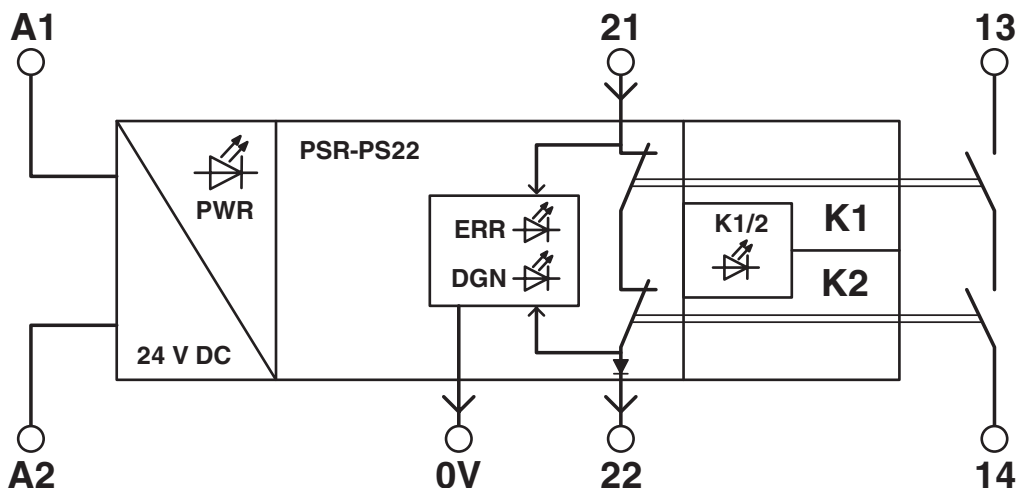 A1 21 13
PSR-PS22
PWR
ERR
DGN
K1/2
K1
K2
24 V DC
A2 0V 22 14